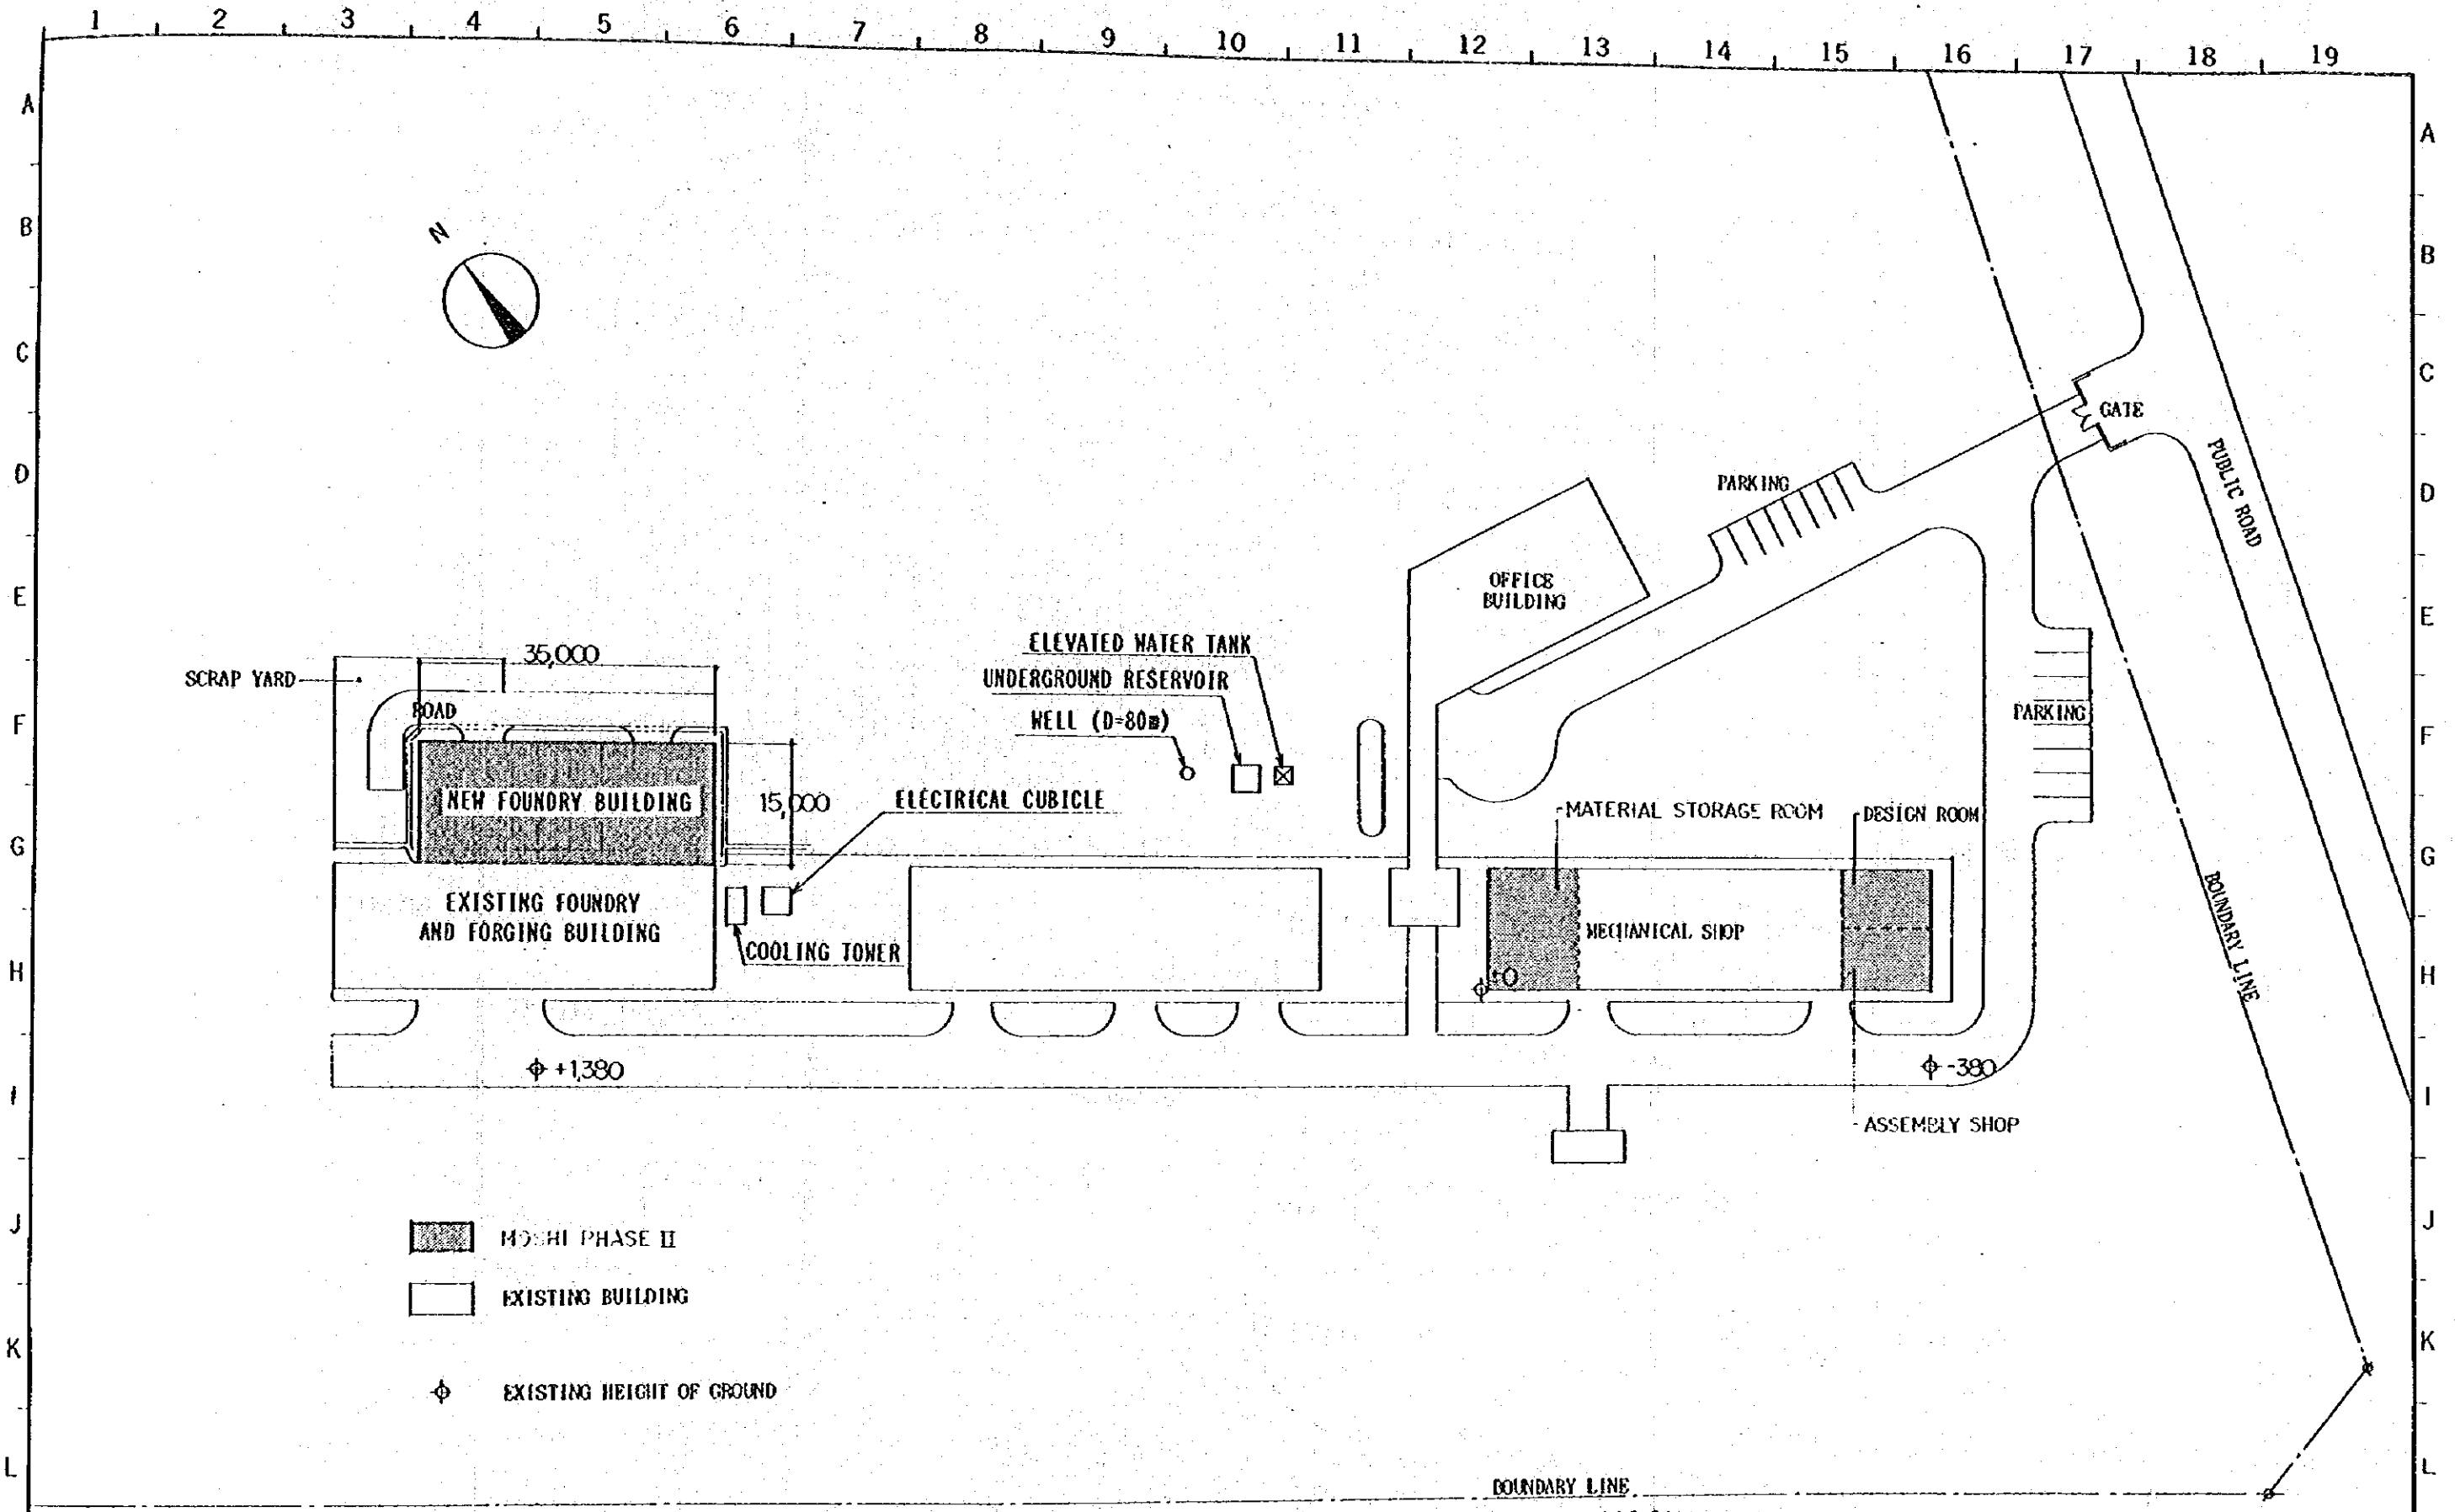 1 2 3 4 5 6 7 8 9 10 11 12 13 14 15 16 17 18 19
A
A
B
B
N
C
C
GATE
D
D
PARKING
PUBLIC ROAD
E
E
OFFICE
BUILDING
35,000
ELEVATED WATER TANK
SCRAP YARD
UNDERGROUND RESERVOIR
ROAD
WELL (D=80m)
PARKING
F
F
NEW FOUNDRY BUILDING
15,000
ELECTRICAL CUBICLE
MATERIAL STORAGE ROOM
DESIGN ROOM
G
G
EXISTING FOUNDRY
AND FORGING BUILDING
COOLING TOWER
MECHANICAL SHOP
BOUNDARY LINE
±0
H
H
+1,380
-380
I
I
ASSEMBLY SHOP
J
J
PHASE II
EXISTING BUILDING
K
K
EXISTING HEIGHT OF GROUND
L
L
BOUNDARY LINE